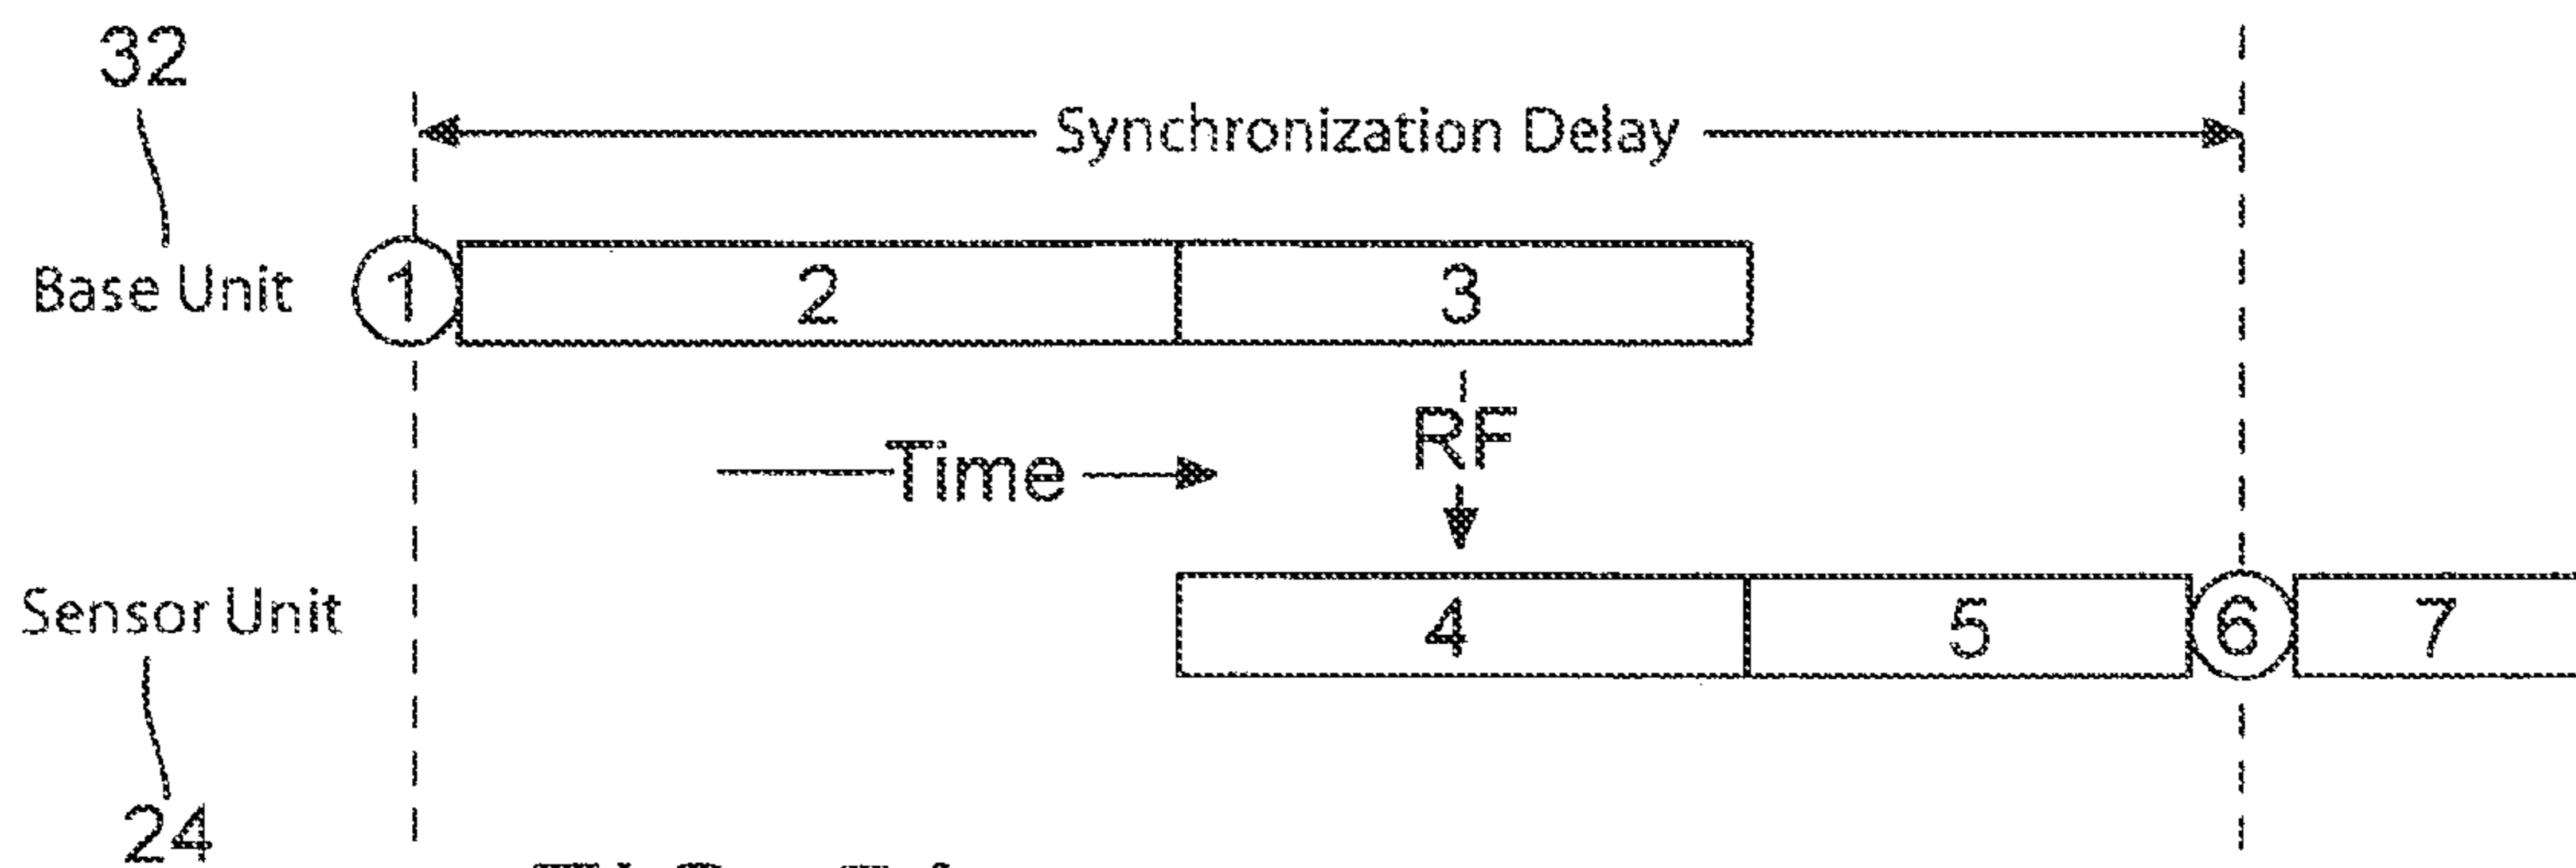 32
Synchronization Delay
Base Unit 1 2 3
Time RF
Sensor Unit 4 5 6 7
24